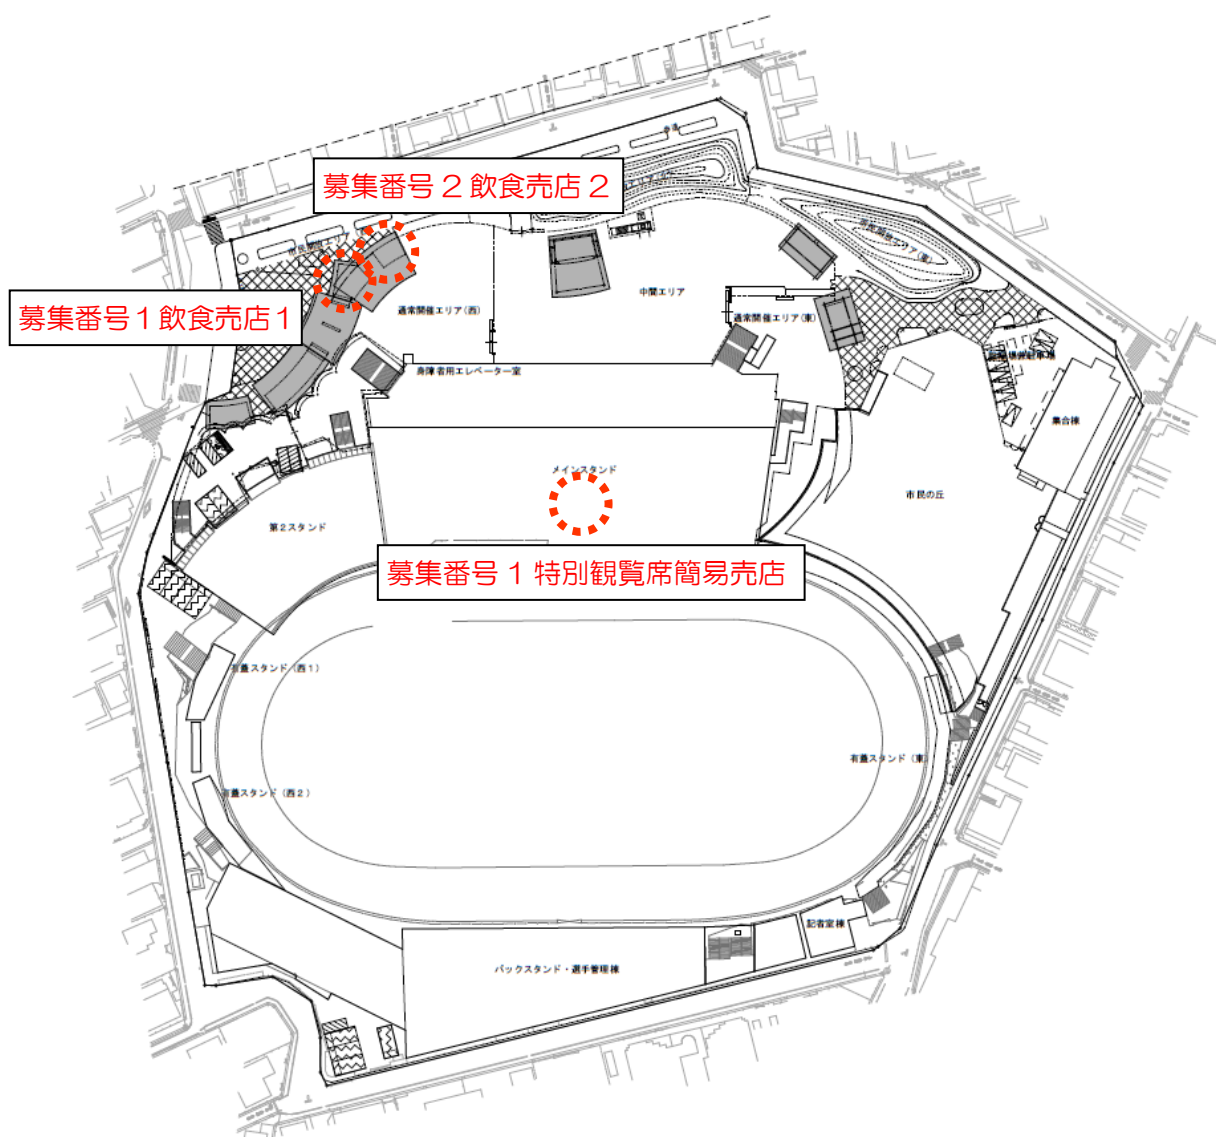 募集番号2 飲食売店2
募集番号1飲食売店1
通常開催エリア(西)
中間エリア
通常開催エリア(東)
身障者用エレベーター室
集合棟
メインスタンド
市民の丘
第2スタンド
募集番号1 特別観覧席簡易売店
有蓋スタンド(西1)
有蓋スタンド(東)
有蓋スタンド(西2)
記者室棟
バックスタンド・選手管理棟